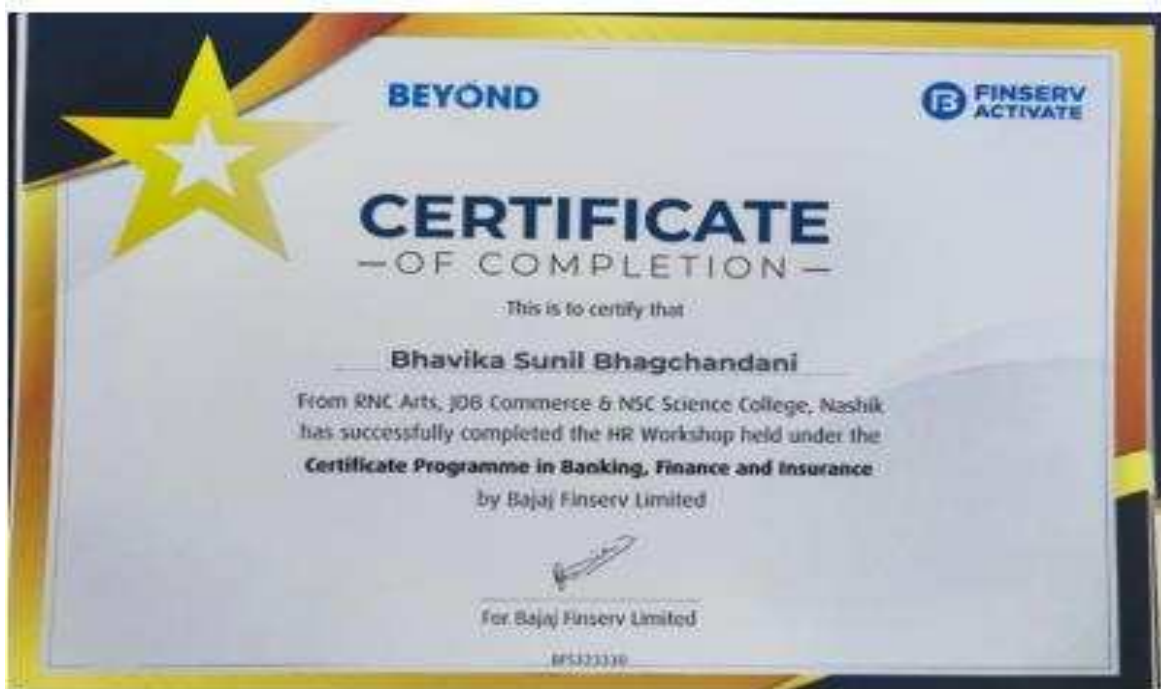 BEYOND
FINSERV
ACTIVATE
CERTIFICATE
OF COMPLETION
This is to certify that
Bhavika Sunil Bhagchandani
From RNC Arts, JDB Commerce & NSC Science College, Nashik
has successfully completed the HR Workshop held under the
Certificate Programme in Banking, Finance and Insurance
by Bajaj Finserv Limited
For Bajaj Finserv Limited